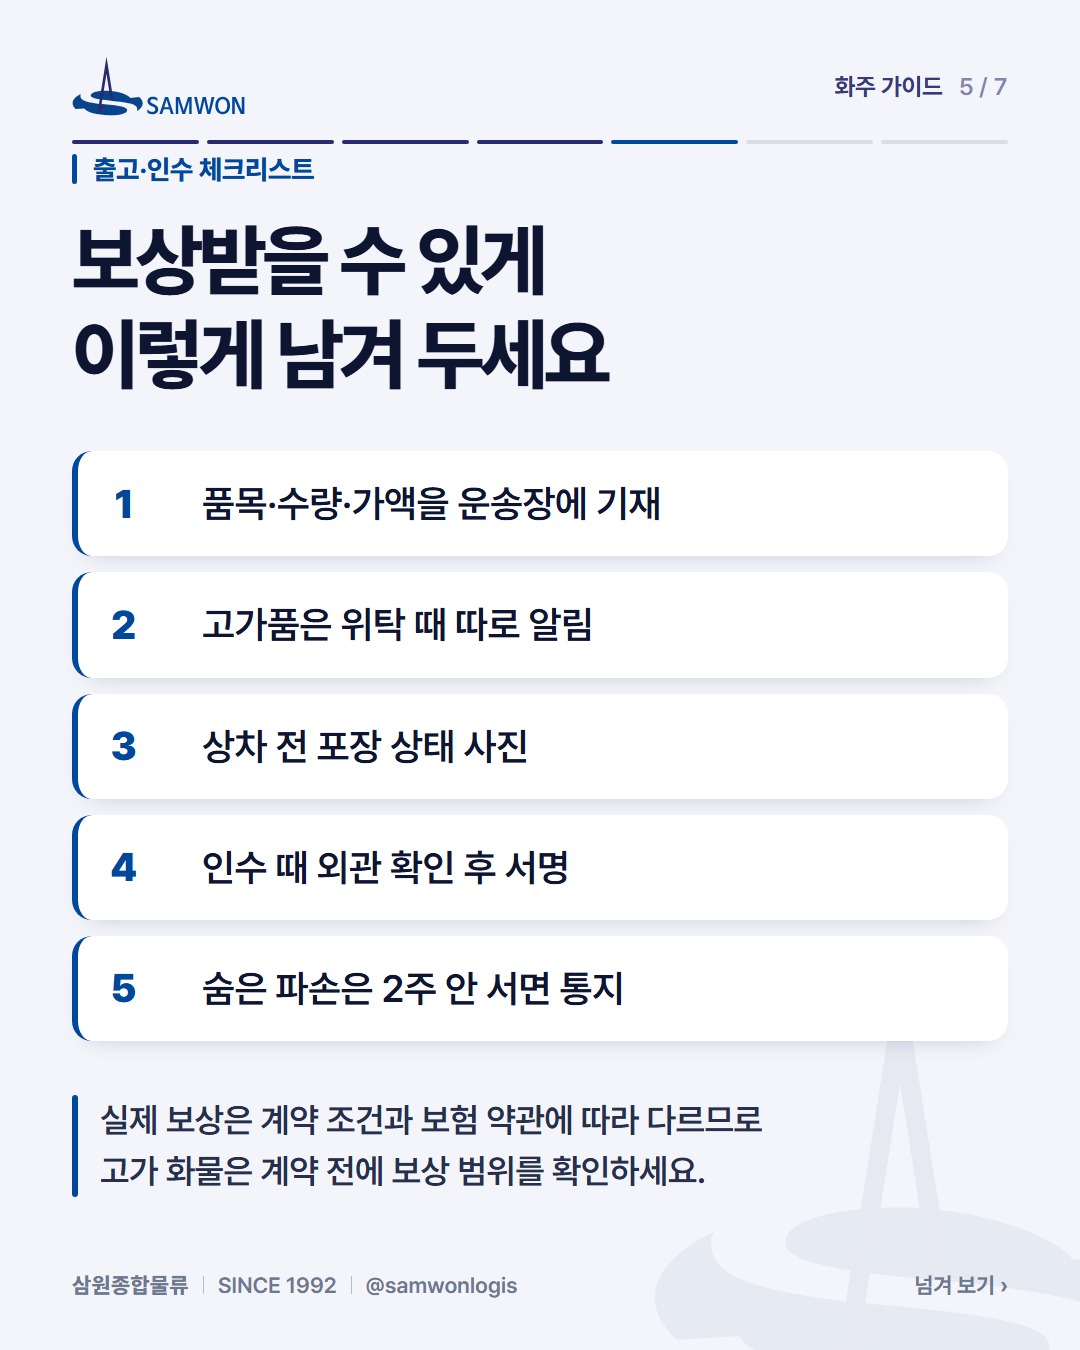 SAMWON
화주 가이드 5 / 7
출고·인수 체크리스트
보상받을 수 있게
이렇게 남겨 두세요
1 품목·수량·가액을 운송장에 기재
2 고가품은 위탁 때 따로 알림
3 상차 전 포장 상태 사진
4 인수 때 외관 확인 후 서명
5 숨은 파손은 2주 안 서면 통지
실제 보상은 계약 조건과 보험 약관에 따라 다르므로
고가 화물은 계약 전에 보상 범위를 확인하세요.
삼원종합물류 | SINCE 1992 | @samwonlogis
넘겨 보기 ›